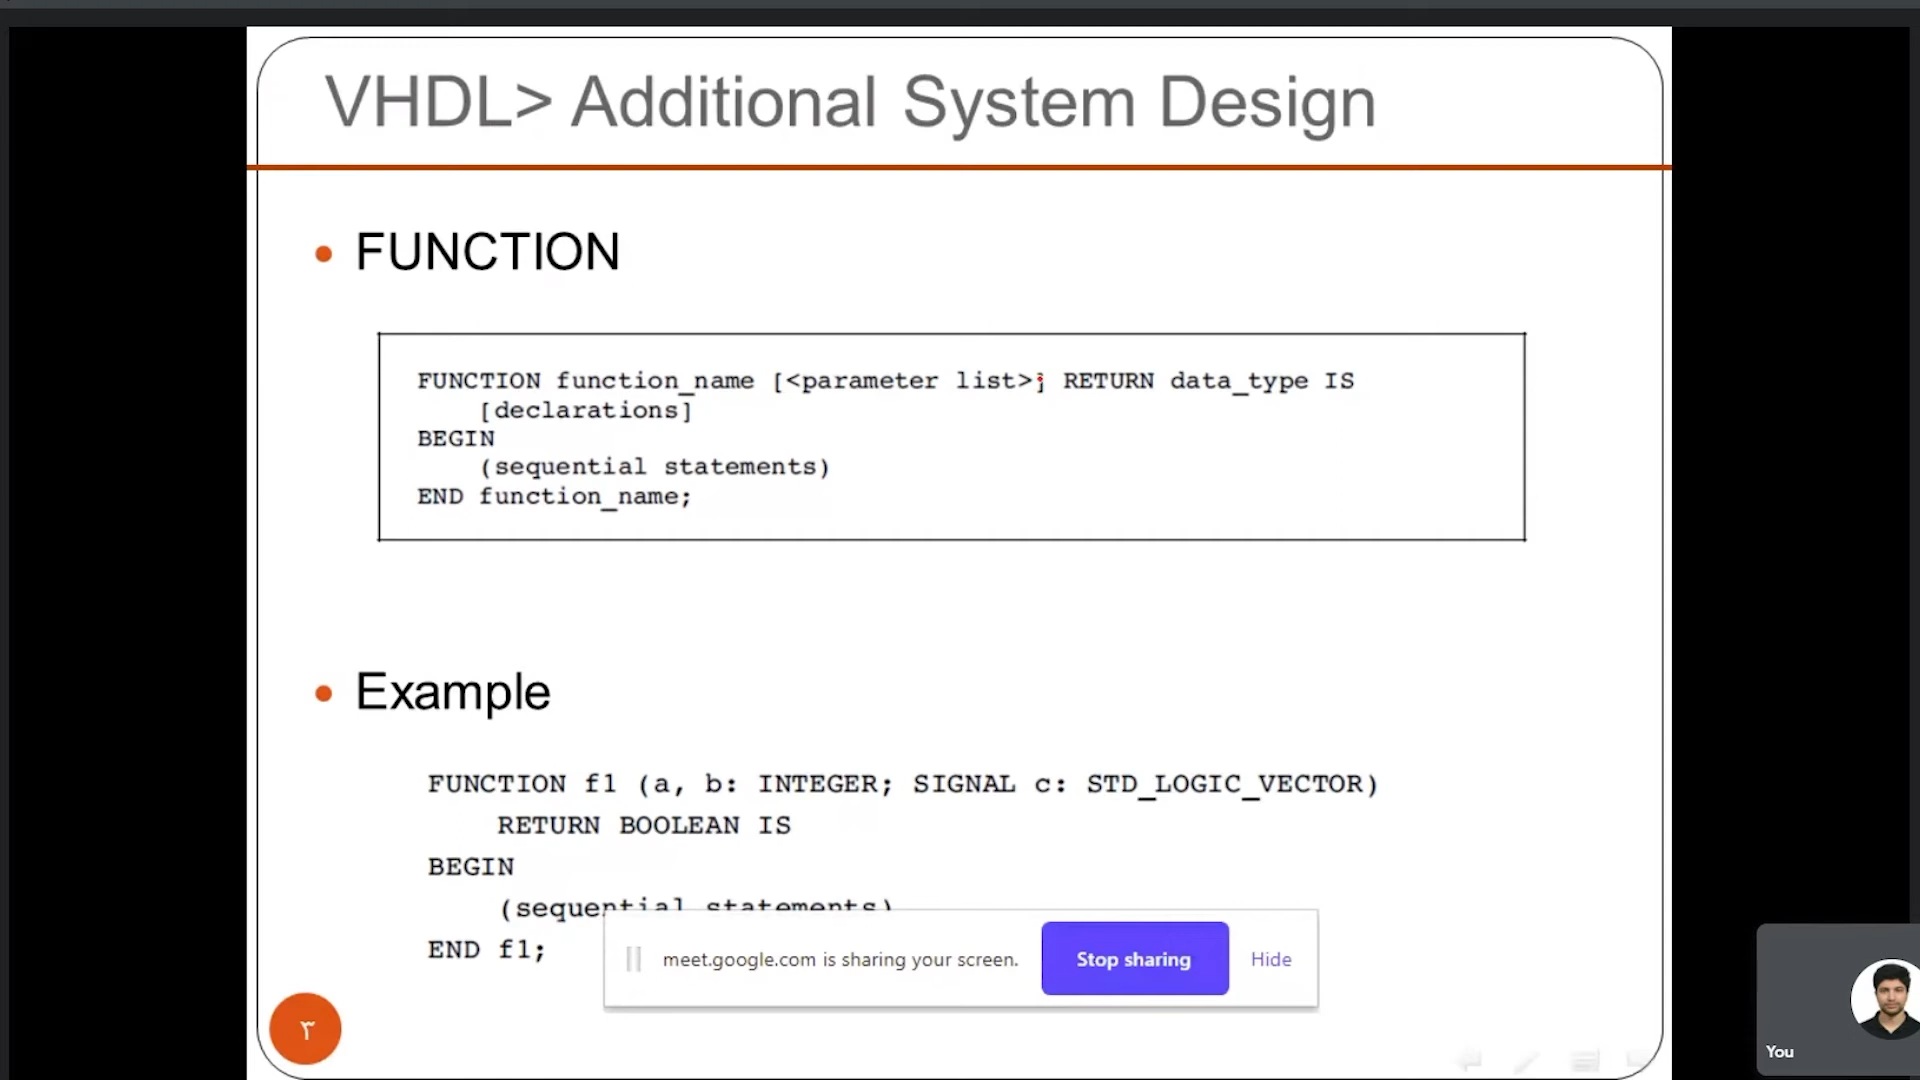 VHDL> Additional System Design
FUNCTION
FUNCTION function_name [<parameter list>] RETURN data_type IS
[declarations]
BEGIN
(sequential statements)
END function_name;
Example
FUNCTION f1 (a, b: INTEGER; SIGNAL c: STD_LOGIC_VECTOR)
RETURN BOOLEAN IS
BEGIN
(sequential statements)
END f1;
meet.google.com is sharing your screen.
Stop sharing
Hide
۳
You